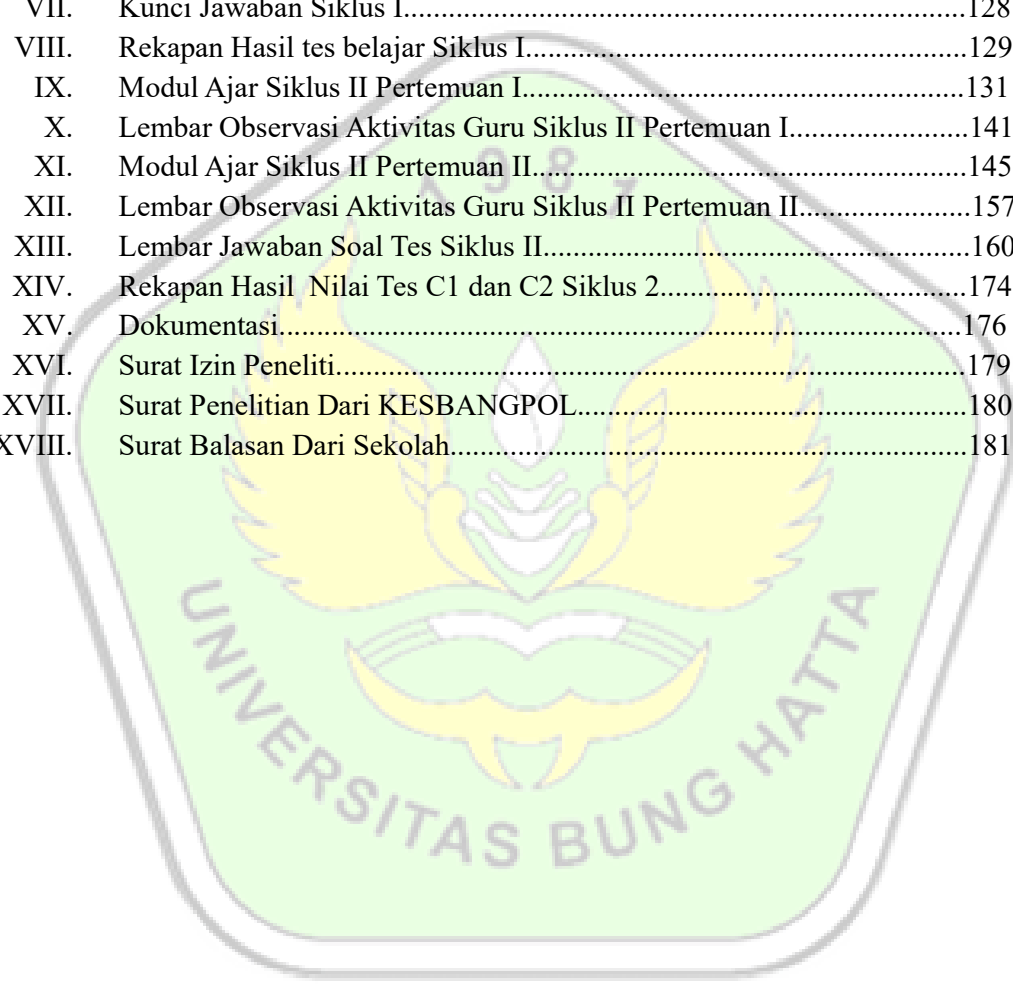 VII. Kunci Jawaban Siklus I..........................................................................................128
VIII. Rekapan Hasil tes belajar Siklus I.......................................................................129
IX. Modul Ajar Siklus II Pertemuan I......................................................................131
X. Lembar Observasi Aktivitas Guru Siklus II Pertemuan I...........................141
XI. Modul Ajar Siklus II Pertemuan II.....................................................................145
XII. Lembar Observasi Aktivitas Guru Siklus II Pertemuan II.........................157
XIII. Lembar Jawaban Soal Tes Siklus II....................................................................160
XIV. Rekapan Hasil  Nilai Tes C1 dan C2 Siklus 2................................................174
XV. Dokumentasi.........................................................................................................176
XVI. Surat Izin Peneliti.................................................................................................179
XVII. Surat Penelitian Dari KESBANGPOL.............................................................180
XVIII. Surat Balasan Dari Sekolah.................................................................................181
1981
UNIVERSITAS BUNG HATTA